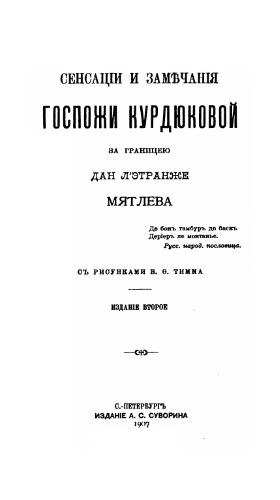 СЕНСАЦІИ И ЗАМѢЧАНІЯ
ГОСПОЖИ КУРДЮКОВОЙ
ЗА ГРАНИЦЕЮ
ДАН Л'ЭТРАНЖЕ
МЯТЛЕВА
Де бонъ тамбуръ де баскъ
Дерьеръ ле монтанье.
Русс. народ. пословица.
СЪ РИСУНКАМИ В. Ѳ. ТИММА
ИЗДАНІЕ ВТОРОЕ
С.-ПЕТЕРБУРГЪ
ИЗДАНІЕ А. С. СУВОРИНА
1907